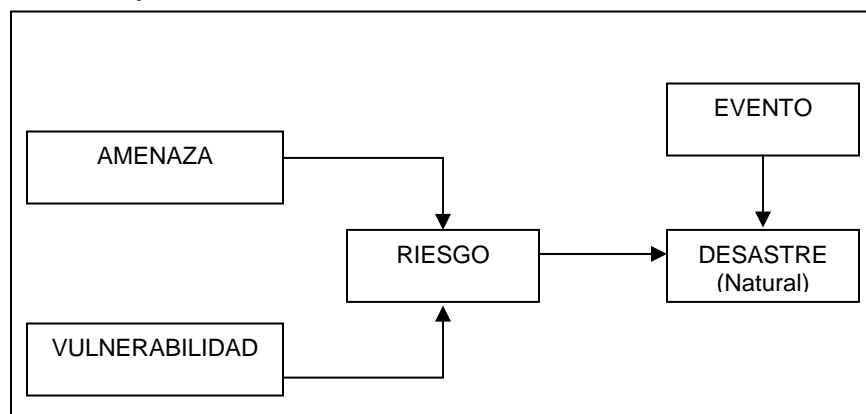 EVENTO
AMENAZA
RIESGO
DESASTRE
(Natural)
VULNERABILIDAD